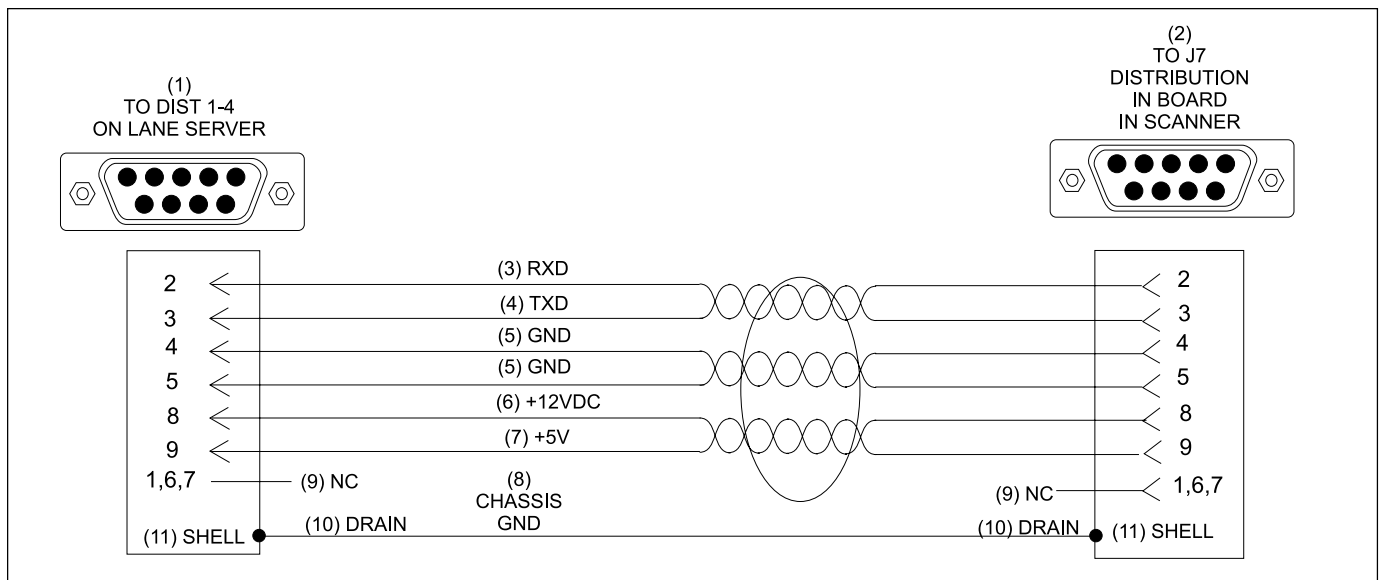 (1)
TO DIST 1-4
ON LANE SERVER
(2)
TO J7
DISTRIBUTION
IN BOARD
IN SCANNER
2
(3) RXD
2
3
(4) TXD
3
4
(5) GND
4
5
(5) GND
5
8
(6) +12VDC
8
9
(7) +5V
9
1,6,7
(9) NC
(8)
CHASSIS
GND
(9) NC
1,6,7
(11) SHELL
(10) DRAIN
(10) DRAIN
(11) SHELL